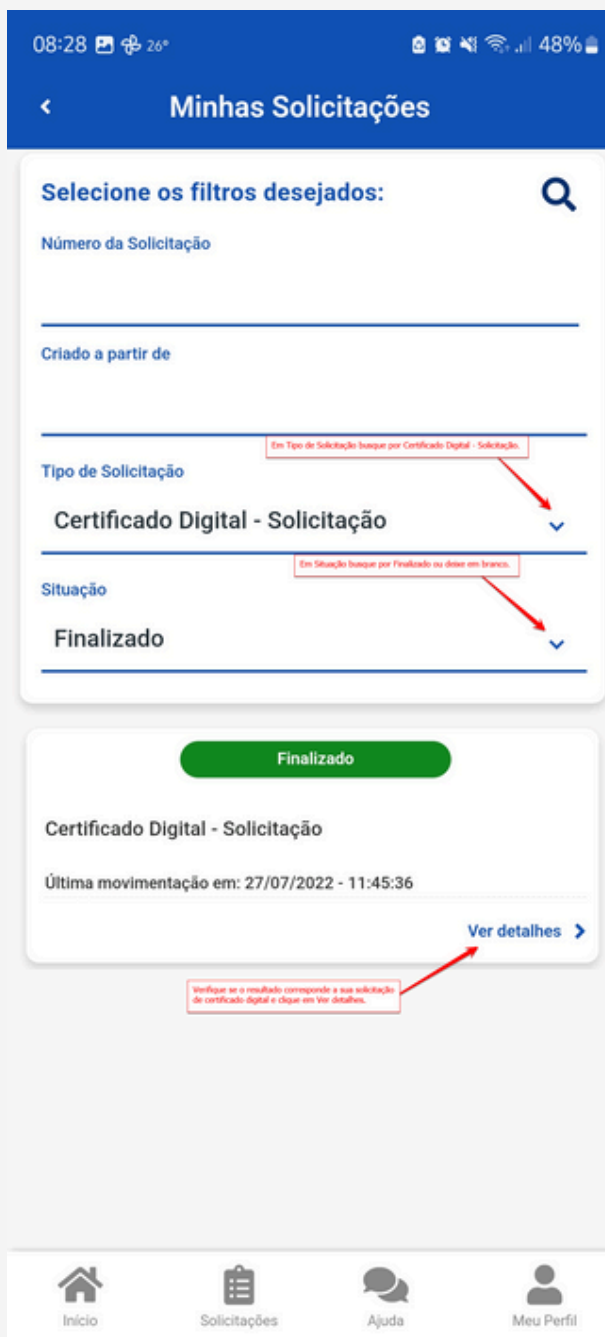 08:28 26° 48%
Minhas Solicitações
Selecione os filtros desejados:
Número da Solicitação
Criado a partir de
Em Tipo de Solicitação busque por Certificado Digital - Solicitação.
Tipo de Solicitação
Certificado Digital - Solicitação
Em Situação busque por Finalizado ou deixe em branco.
Situação
Finalizado
Finalizado
Certificado Digital - Solicitação
Última movimentação em: 27/07/2022 - 11:45:36
Ver detalhes
Verifique se o resultado corresponde a sua solicitação
de certificado digital e clique em Ver detalhes.
Início Solicitações Ajuda Meu Perfil